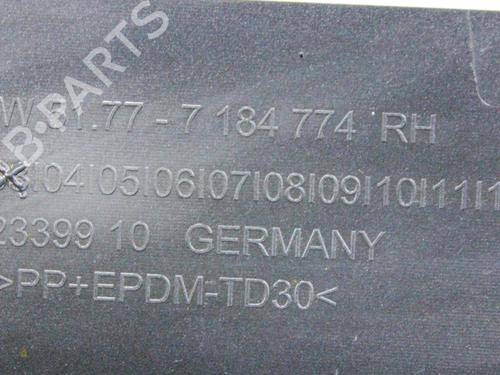 W 51.77 - 7 184 774 RH
|04|05|06|07|08|09|10|11|1
23399 10 GERMANY
>PP+EPDM-TD30<
B-PARTS